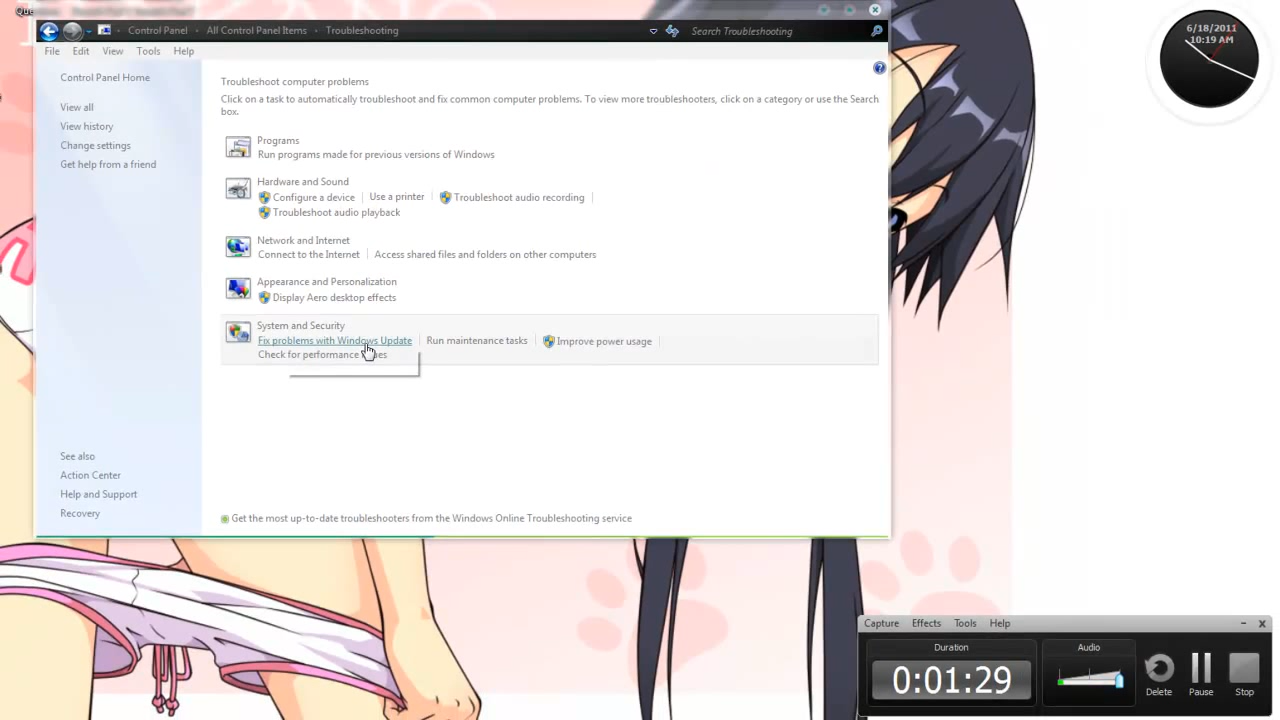 Control Panel All Control Panel Items Troubleshooting Search Troubleshooting
File Edit View Tools Help
Control Panel Home
View all
View history
Change settings
Get help from a friend
See also
Action Center
Help and Support
Recovery
Troubleshoot computer problems
Click on a task to automatically troubleshoot and fix common computer problems. To view more troubleshooters, click on a category or use the Search
box.
Programs
Run programs made for previous versions of Windows
Hardware and Sound
Configure a device Use a printer Troubleshoot audio recording
Troubleshoot audio playback
Network and Internet
Connect to the Internet Access shared files and folders on other computers
Appearance and Personalization
Display Aero desktop effects
System and Security
Fix problems with Windows Update Run maintenance tasks Improve power usage
Check for performance
Get the most up-to-date troubleshooters from the Windows Online Troubleshooting service
6/18/2011
10:19 AM
Capture Effects Tools Help
Duration
0:01:29
Audio
Delete
Pause
Stop